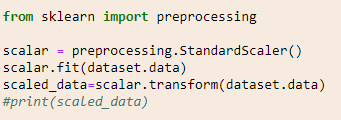 from sklearn import preprocessing
scalar = preprocessing.StandardScaler()
scalar.fit(dataset.data)
scaled_data=scalar.transform(dataset.data)
#print(scaled_data)